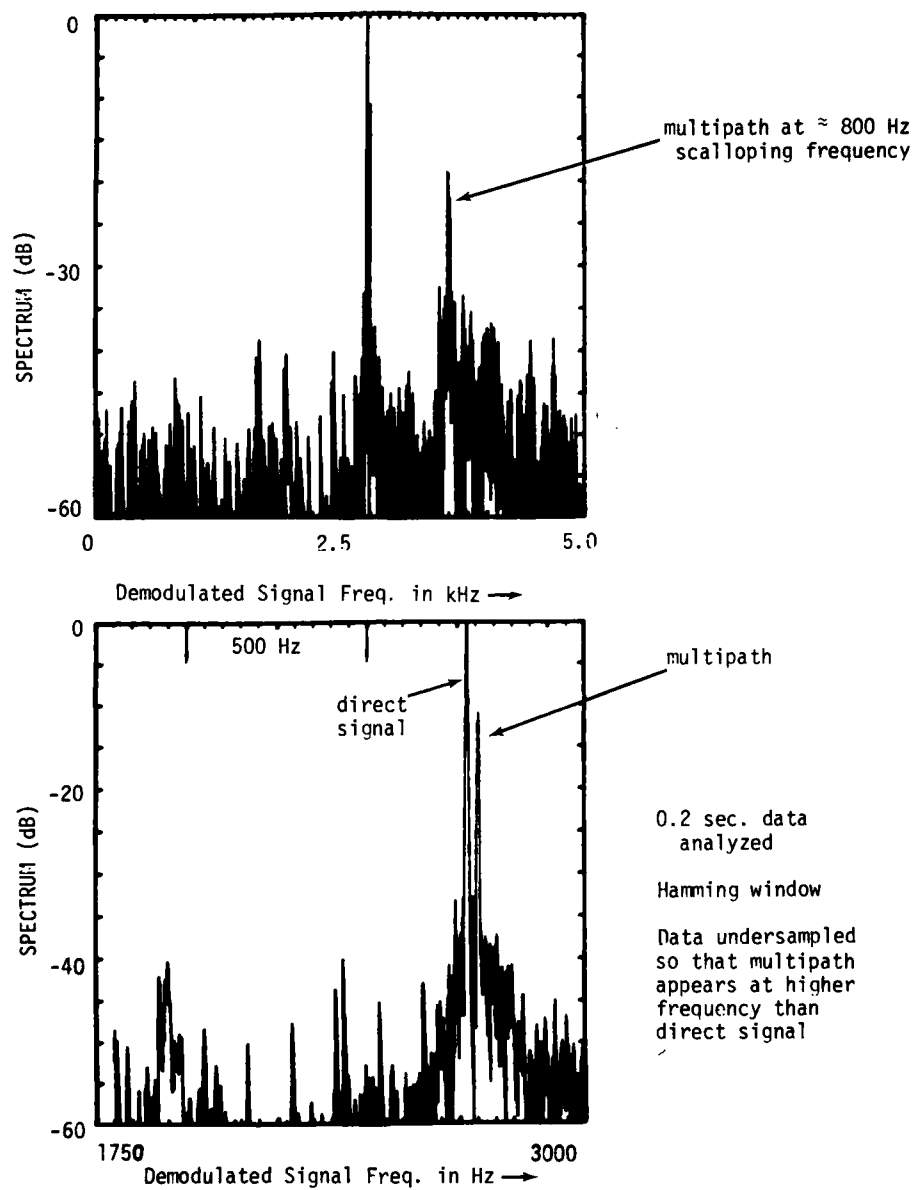 0
multipath at ≈ 800 Hz
scalloping frequency
SPECTRUM (dB)
-30
-60
0
2.5
5.0
Demodulated Signal Freq. in kHz →
0
500 Hz
multipath
direct
signal
-20
SPECTRUM (dB)
0.2 sec. data
analyzed
Hamming window
Data undersampled
so that multipath
appears at higher
frequency than
direct signal
-40
-60
1750
3000
Demodulated Signal Freq. in Hz →